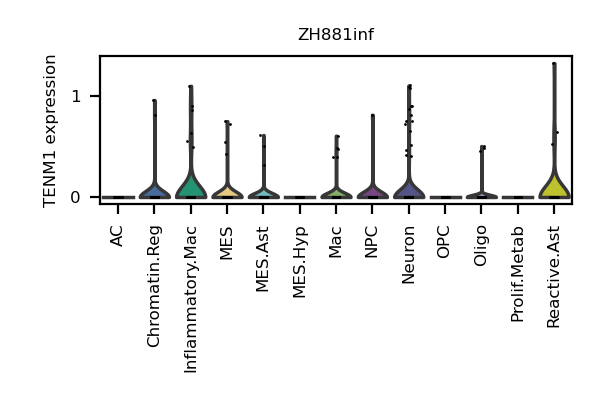 ZH881inf
TENM1 expression
1
0
AC
Chromatin.Reg
Inflammatory.Mac
MES
MES.Ast
MES.Hyp
Mac
NPC
Neuron
OPC
Oligo
Prolif.Metab
Reactive.Ast